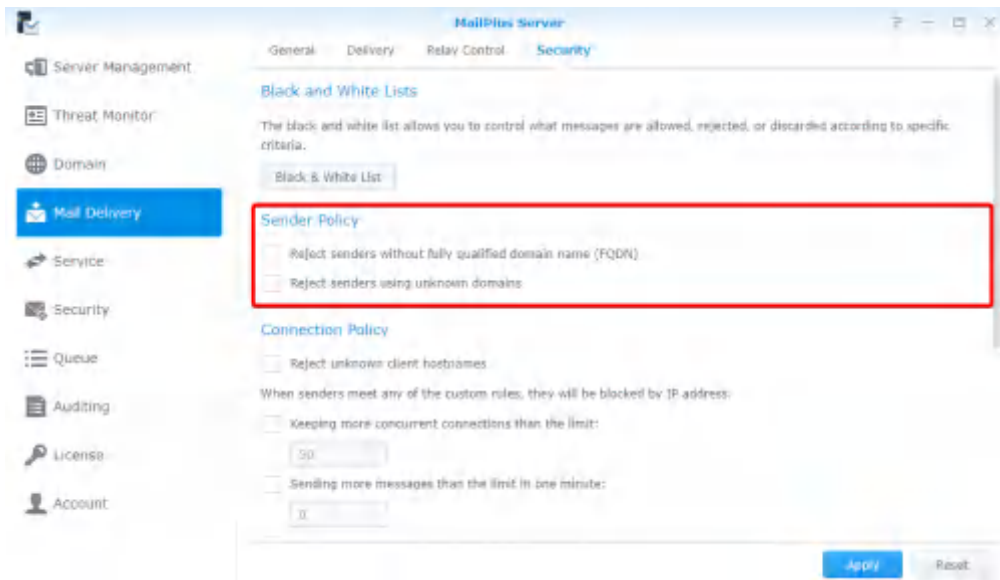 MailPlus Server
? — □ ×
Server Management
Threat Monitor
Domain
Mail Delivery
Service
Security
Queue
Auditing
License
Account
General Delivery Relay Control Security
Black and White Lists
The black and white list allows you to control what messages are allowed, rejected, or discarded according to specific
criteria.
Black & White List
Sender Policy
Reject senders without fully qualified domain name (FQDN)
Reject senders using unknown domains
Connection Policy
Reject unknown client hostnames
When senders meet any of the custom rules, they will be blocked by IP address:
Keeping more concurrent connections than the limit:
50
Sending more messages than the limit in one minute:
0
Apply Reset